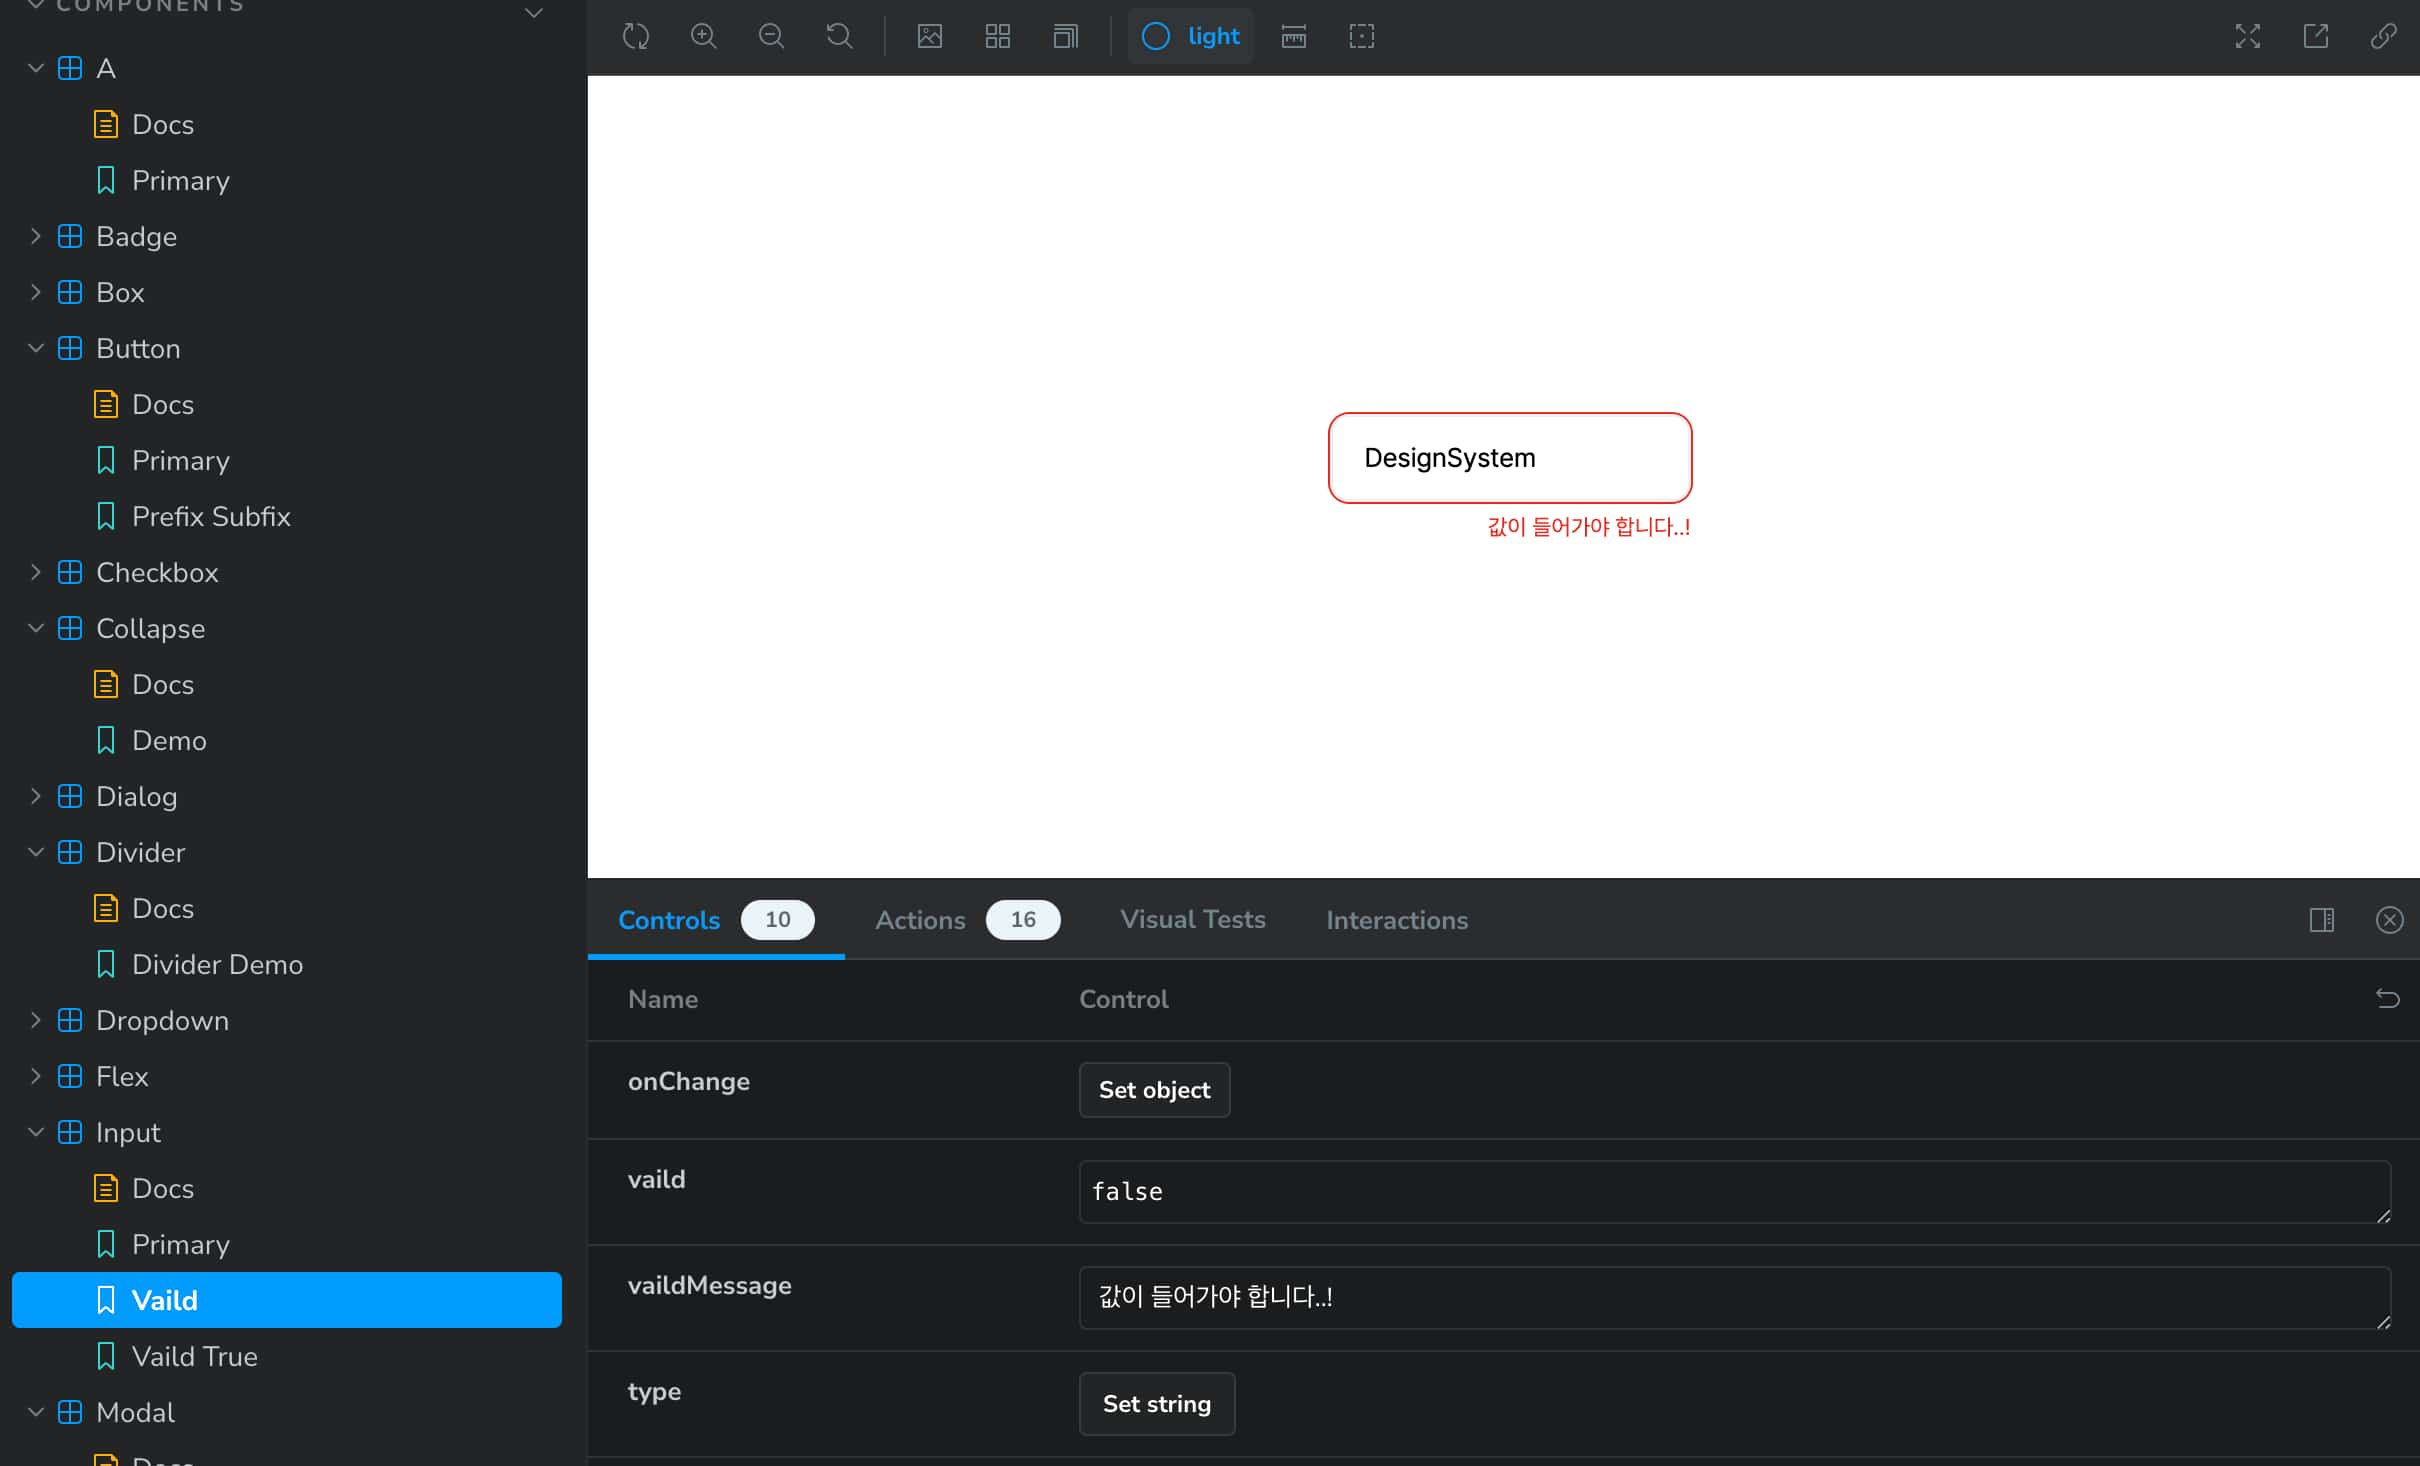 COMPONENTS
A
Docs
Primary
Badge
Box
Button
Docs
Primary
Prefix Subfix
Checkbox
Collapse
Docs
Demo
Dialog
Divider
Docs
Divider Demo
Dropdown
Flex
Input
Docs
Primary
Vaild
Vaild True
Modal
Docs
light
DesignSystem
값이 들어가야 합니다..!
Controls 10 Actions 16 Visual Tests Interactions
Name Control
onChange Set object
vaild false
vaildMessage 값이 들어가야 합니다..!
type Set string